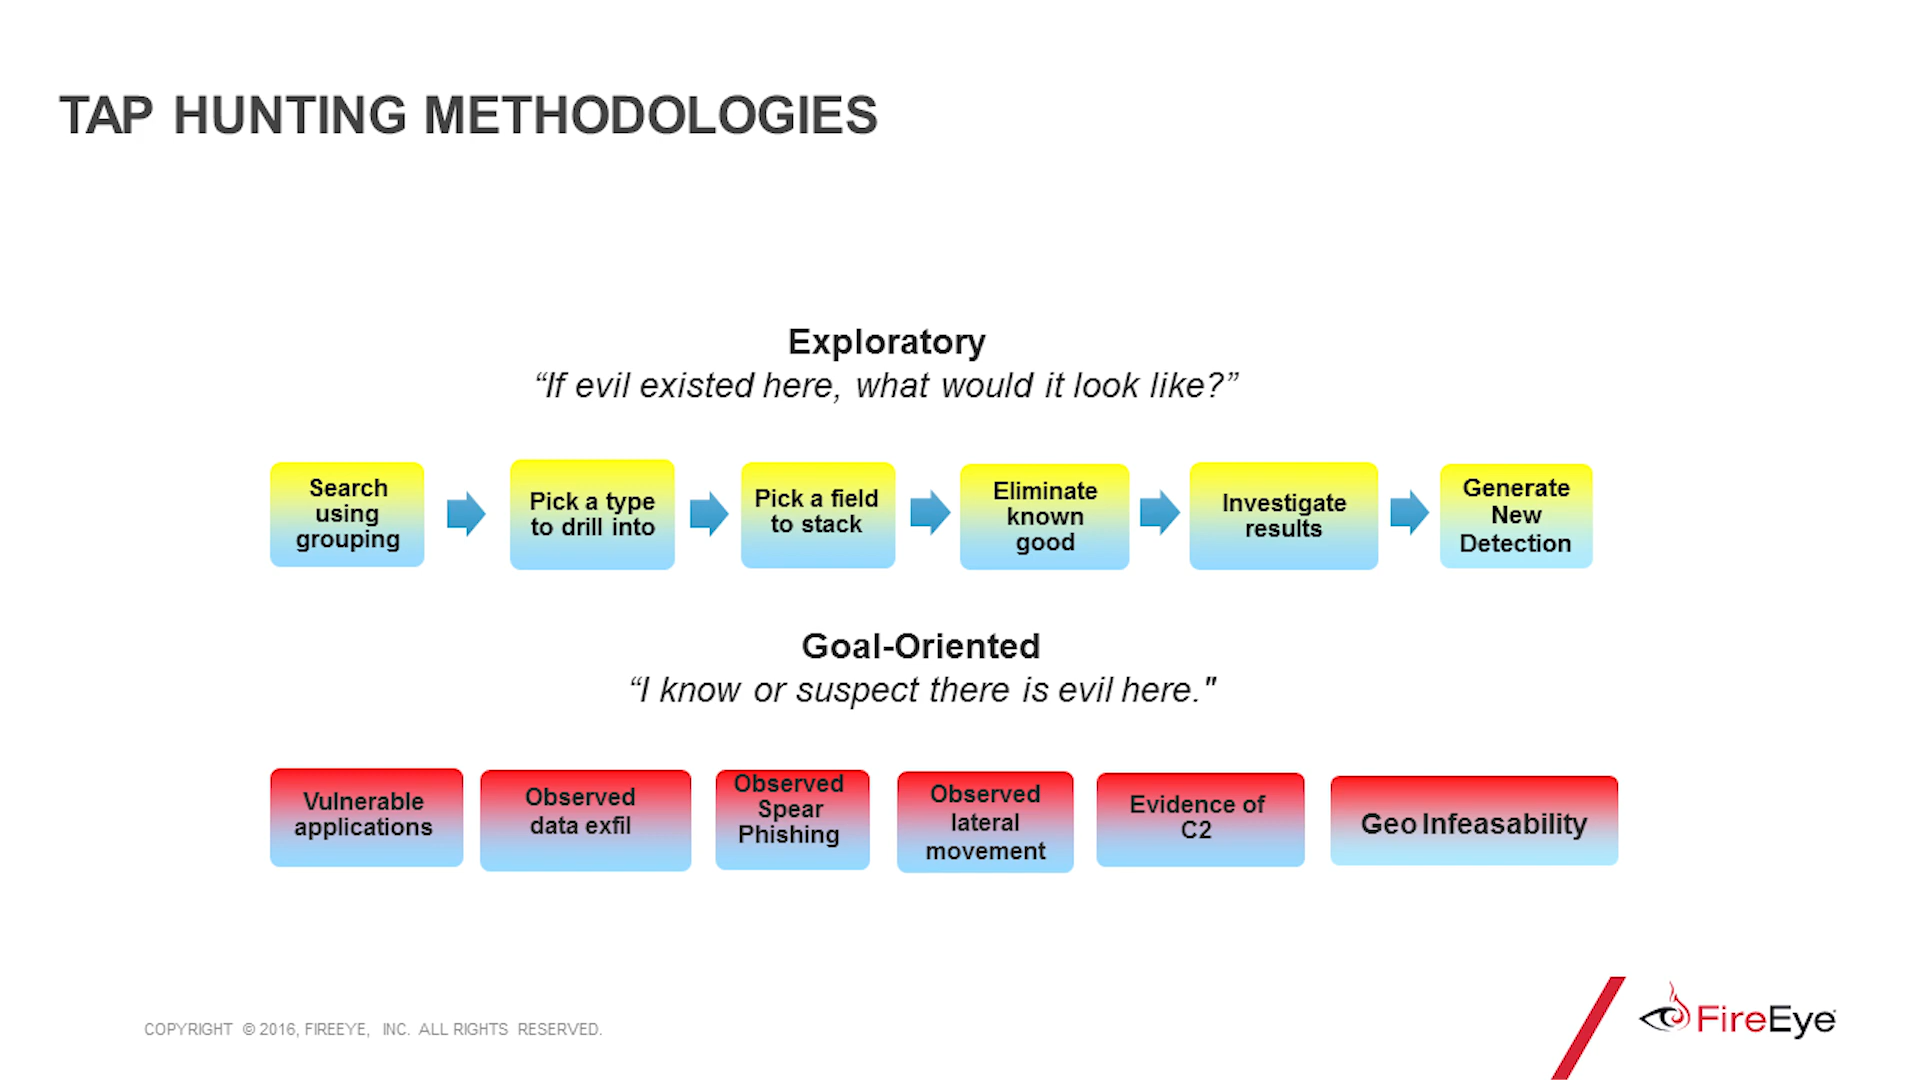 TAP HUNTING METHODOLOGIES
Exploratory
“If evil existed here, what would it look like?”
Search
using
grouping
Pick a type
to drill into
Pick a field
to stack
Eliminate
known
good
Investigate
results
Generate
New
Detection
Goal-Oriented
“I know or suspect there is evil here."
Vulnerable
applications
Observed
data exfil
Observed
Spear
Phishing
Observed
lateral
movement
Evidence of
C2
Geo Infeasability
COPYRIGHT © 2016, FIREEYE, INC. ALL RIGHTS RESERVED.
FireEye